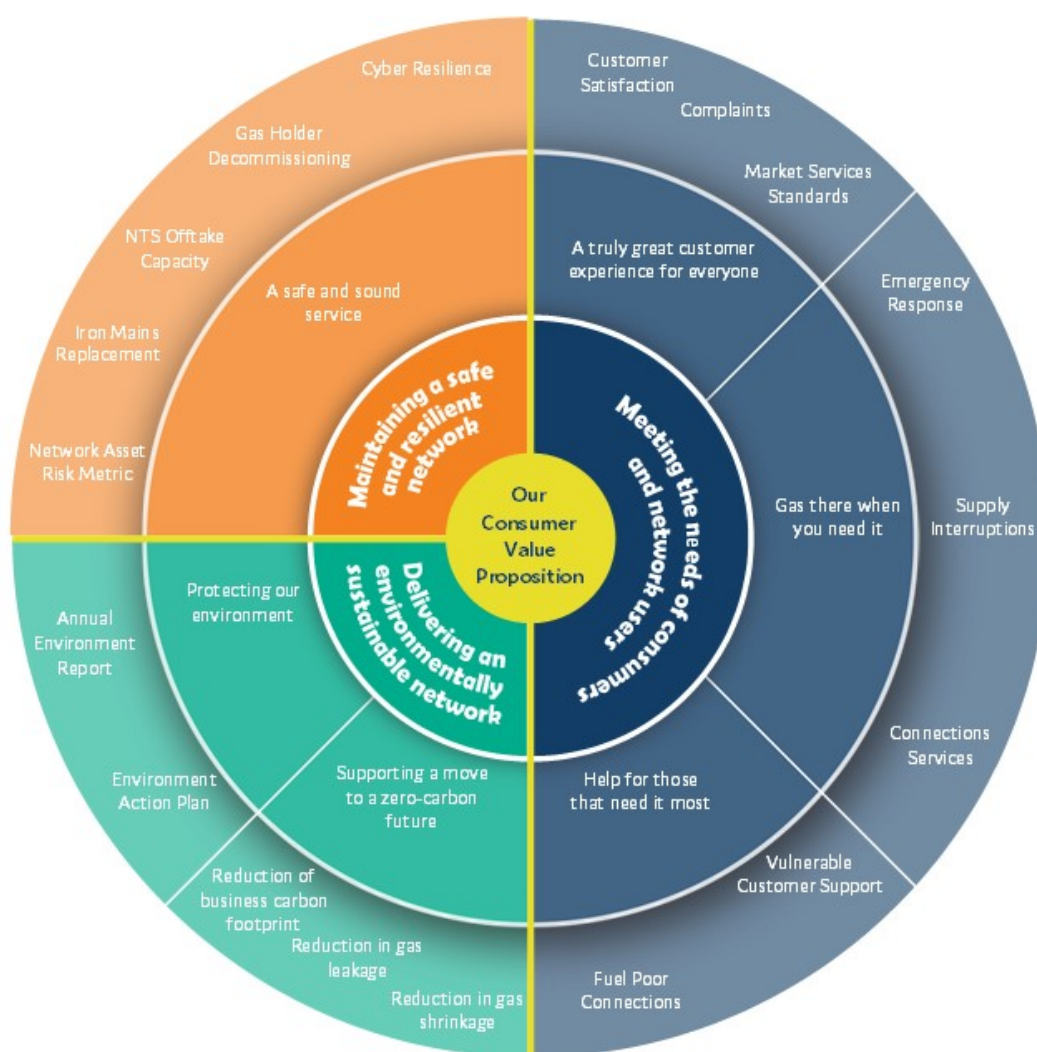 Cyber Resilience
Gas Holder
Decommissioning
NTS Offtake
Capacity
Iron Mains
Replacement
Network Asset
Risk Metric
A safe and sound
service
Maintaining a safe
and resilient
network
Customer
Satisfaction
Complaints
Market Services
Standards
A truly great customer
experience for everyone
Emergency
Response
Gas there when
you need it
Supply
Interruptions
Connections
Services
Meeting the needs of consumers
and network users
Our
Consumer
Value
Proposition
Help for those
that need it most
Vulnerable
Customer Support
Fuel Poor
Connections
Delivering an
environmentally
sustainable network
Protecting our
environment
Annual
Environment
Report
Environment
Action Plan
Supporting a move
to a zero-carbon
future
Reduction of
business carbon
footprint
Reduction in gas
leakage
Reduction in gas
shrinkage